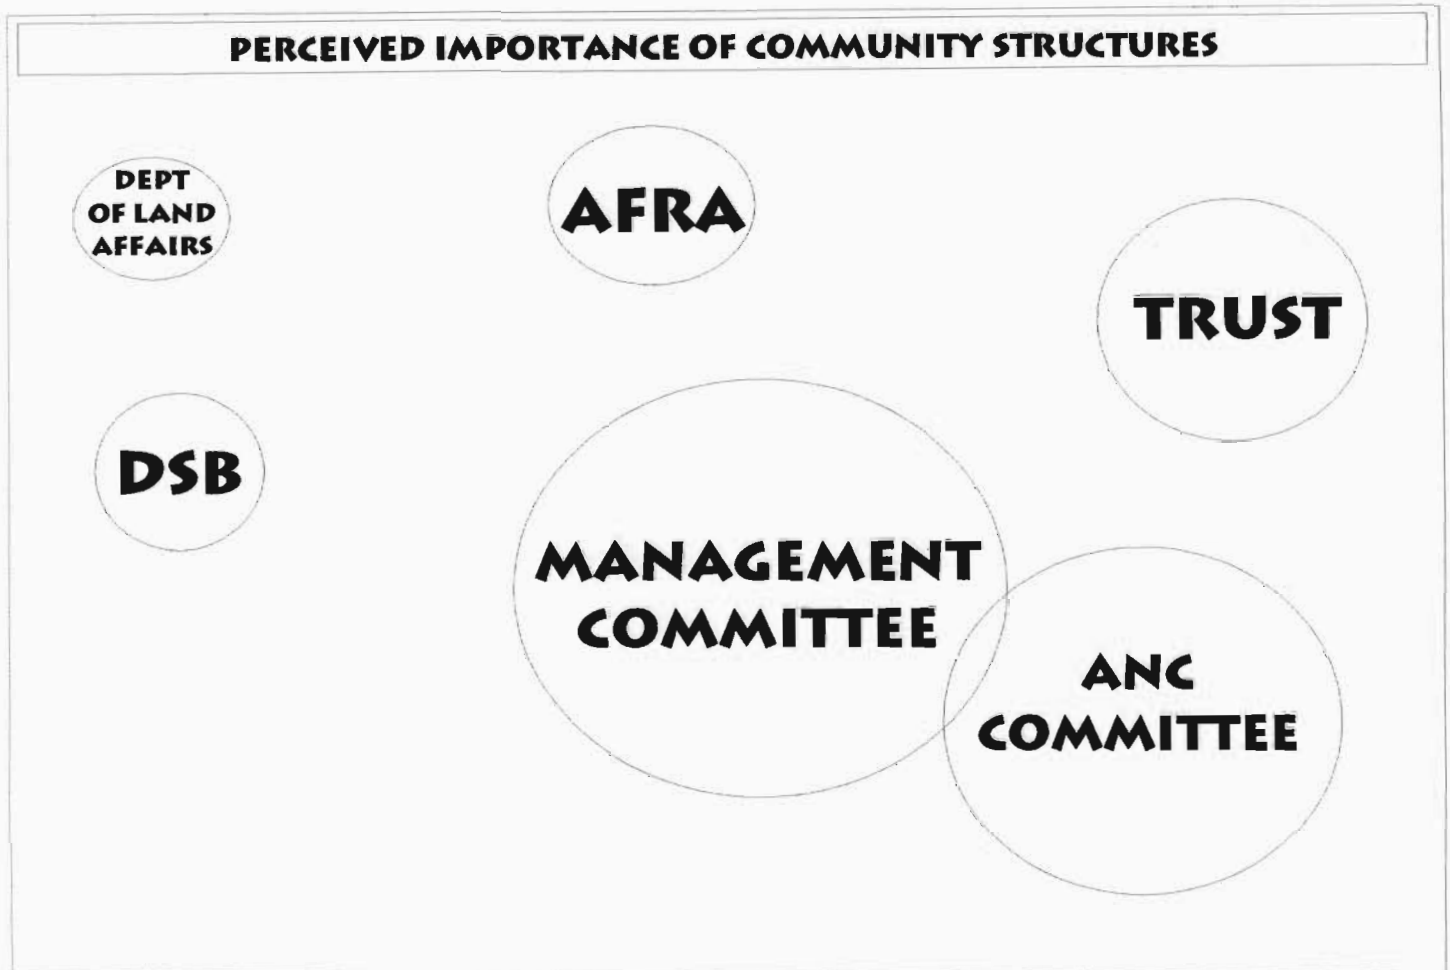 PERCEIVED IMPORTANCE OF COMMUNITY STRUCTURES
DEPT
OF LAND
AFFAIRS
AFRA
TRUST
DSB
MANAGEMENT
COMMITTEE
ANC
COMMITTEE